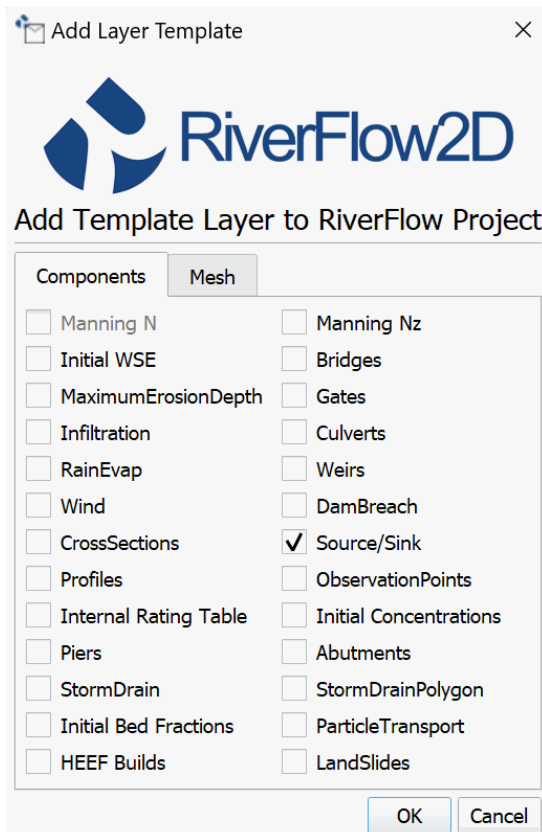 Add Layer Template
RiverFlow2D
Add Template Layer to RiverFlow Project
Components Mesh
Manning N Manning Nz
Initial WSE Bridges
MaximumErosionDepth Gates
Infiltration Culverts
RainEvap Weirs
Wind DamBreach
CrossSections Source/Sink
Profiles ObservationPoints
Internal Rating Table Initial Concentrations
Piers Abutments
StormDrain StormDrainPolygon
Initial Bed Fractions ParticleTransport
HEEF Builds LandSlides
OK Cancel